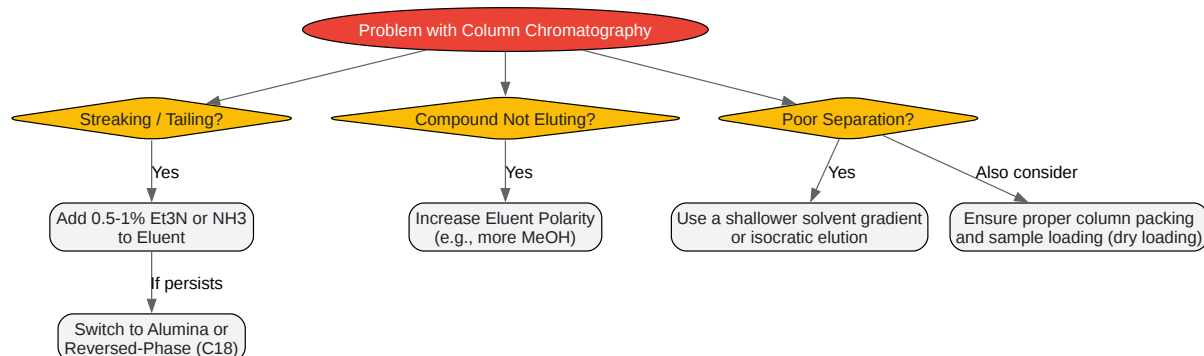 Problem with Column Chromatography
Streaking / Tailing?
Compound Not Eluting?
Poor Separation?
Yes
Yes
Yes
Also consider
Add 0.5-1% Et3N or NH3
to Eluent
Increase Eluent Polarity
(e.g., more MeOH)
Use a shallower solvent gradient
or isocratic elution
Ensure proper column packing
and sample loading (dry loading)
If persists
Switch to Alumina or
Reversed-Phase (C18)